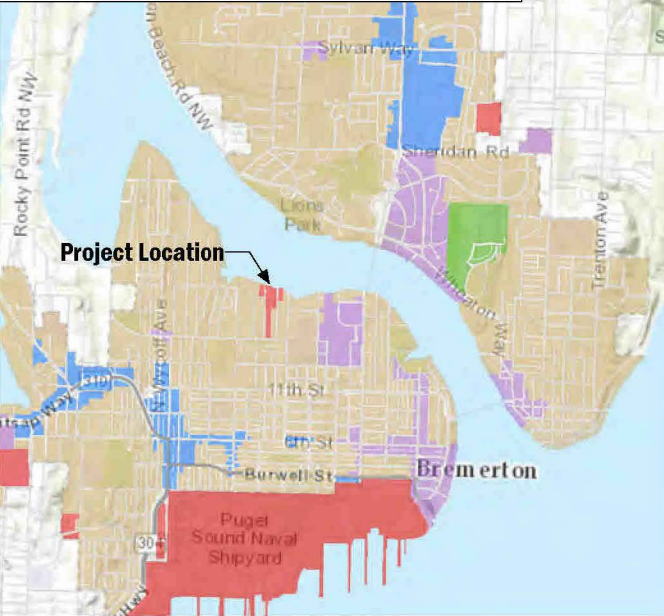 Sylvan Way
Beach Rd NW
Rocky Point Rd NW
Sheridan Rd
Lions
Park
Trenton Ave
Project Location
Wheaton Way
N Wycoff Ave
310
11th St
6th St
Burwell St
Bremerton
Puget
Sound Naval
Shipyard
304
Hwy